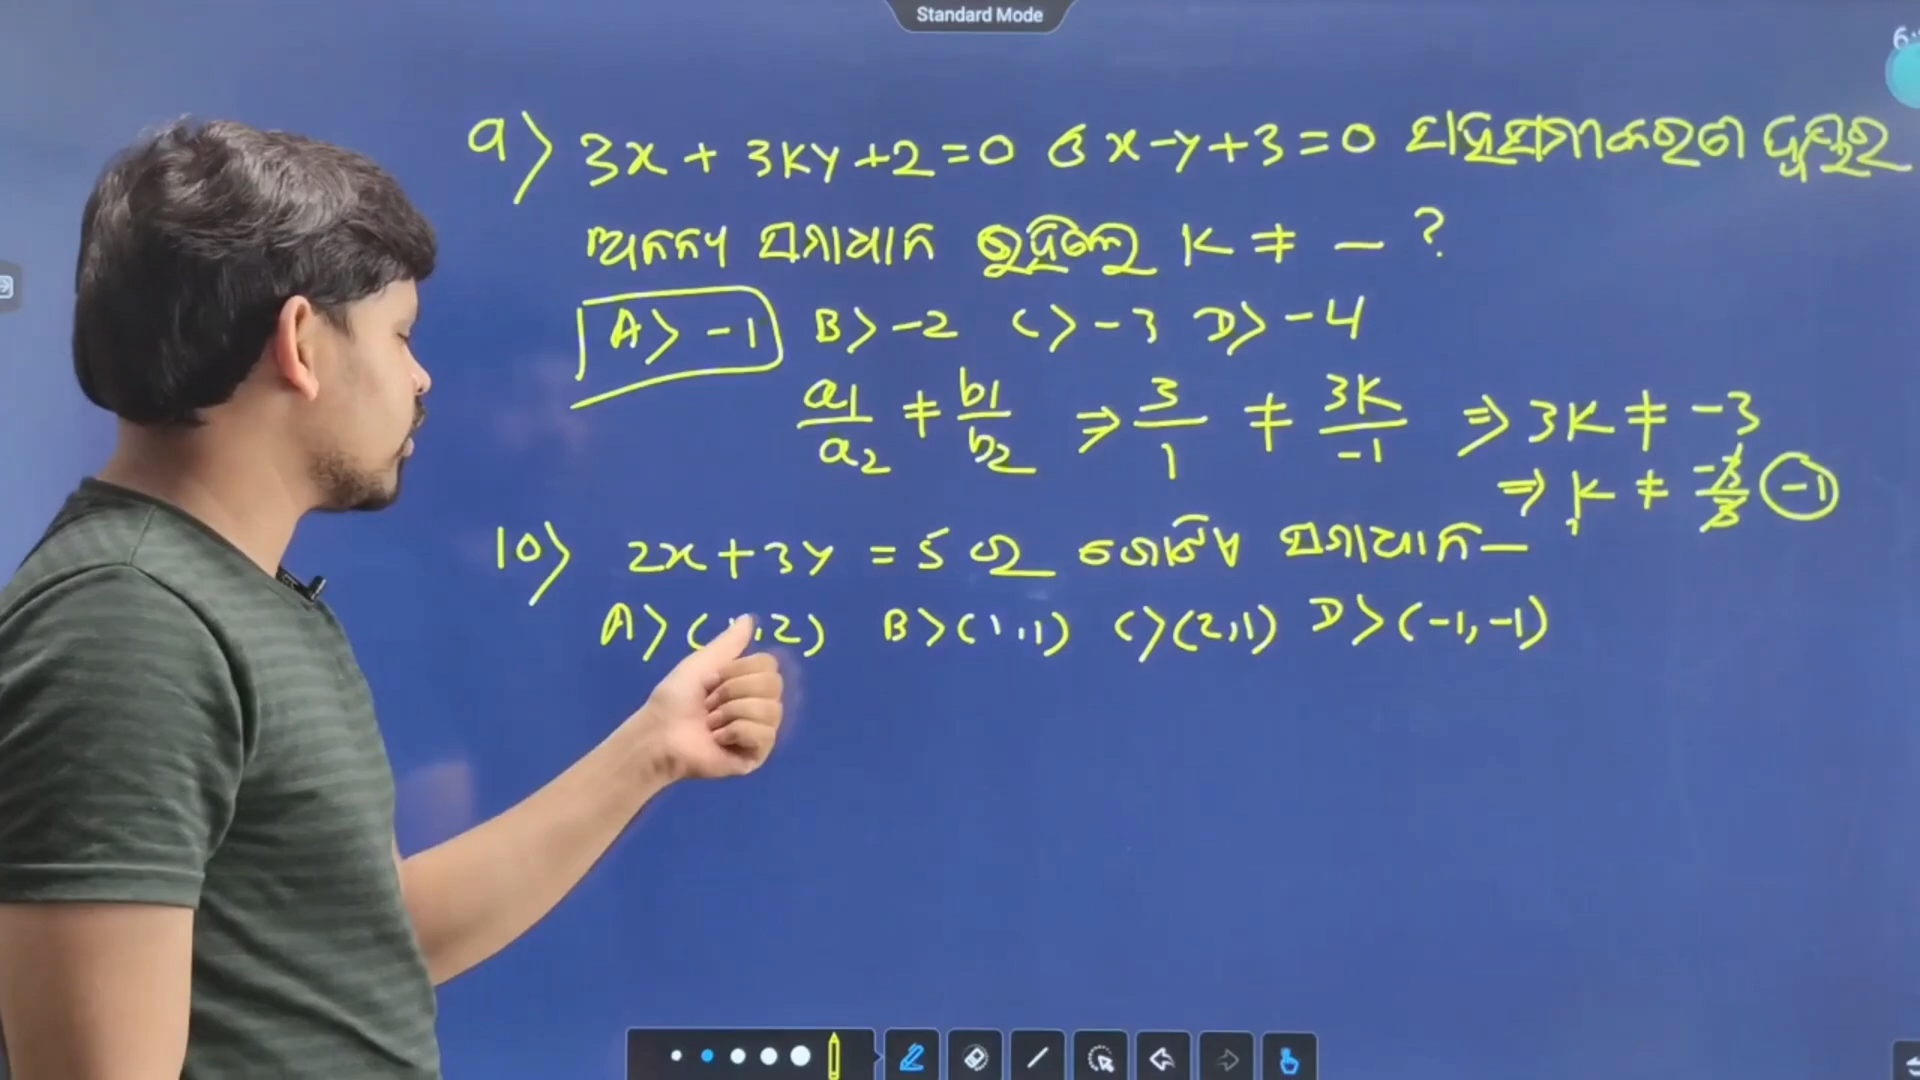 Standard Mode
6:
9) 3x + 3Ky + 2 = 0 ଓ x - y + 3 = 0 ସହସମୀକରଣ ଦ୍ୱୟର
ଅନନ୍ୟ ସମାଧାନ ହେଲେ K ≠ — ?
A> -1 B> -2 C> -3 D> -4
a1/a2 ≠ b1/b2 ⇒ 3/1 ≠ 3K/-1 ⇒ 3K ≠ -3
⇒ K ≠ -3/3 -1
10) 2x + 3y = 5 ର ସମାଧାନ —
A> (1,2) B> (1,1) C> (2,1) D> (-1,-1)